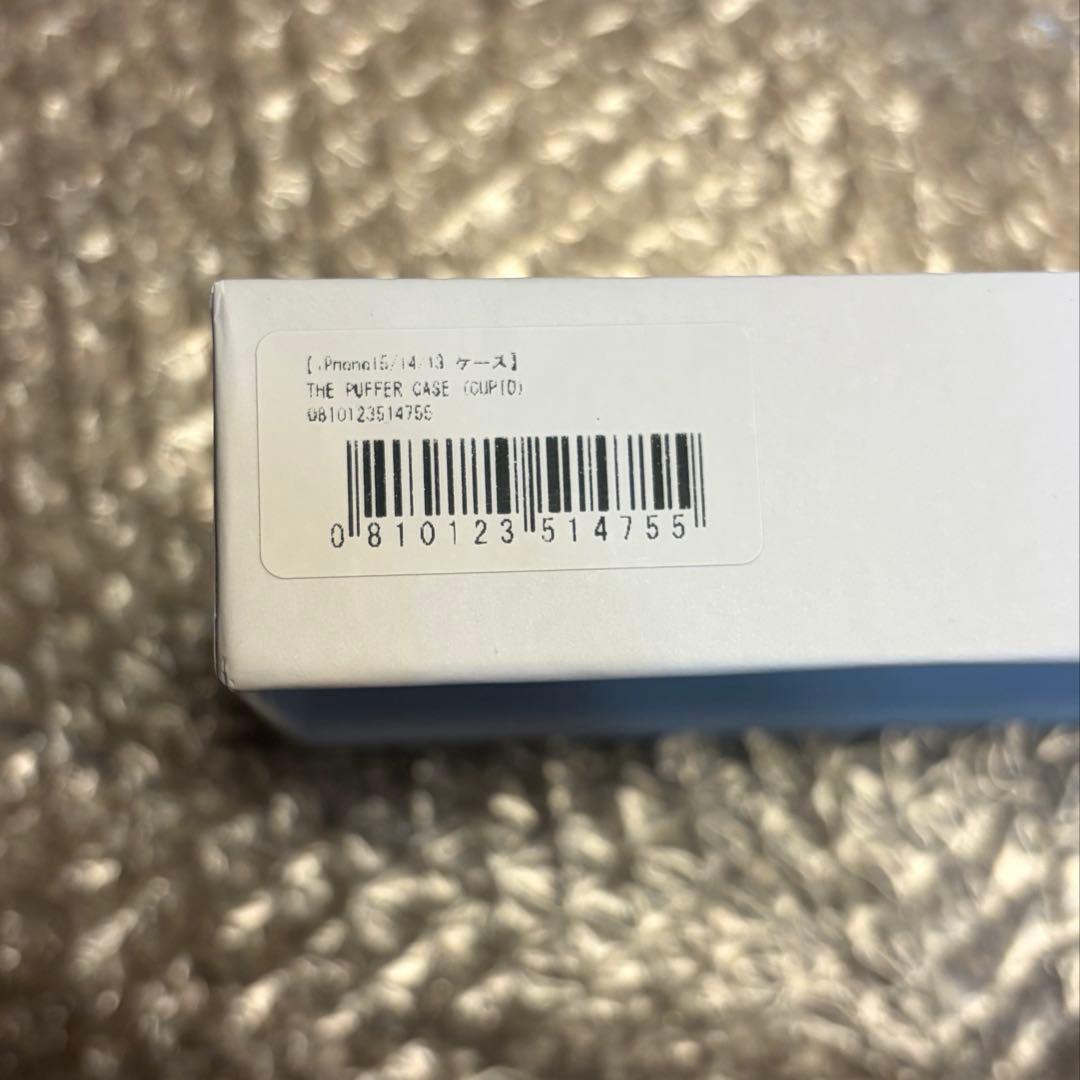 【iPhone15/14/13 ケース】
THE PUFFER CASE (CUPID)
0810123514755
0 810123 514755